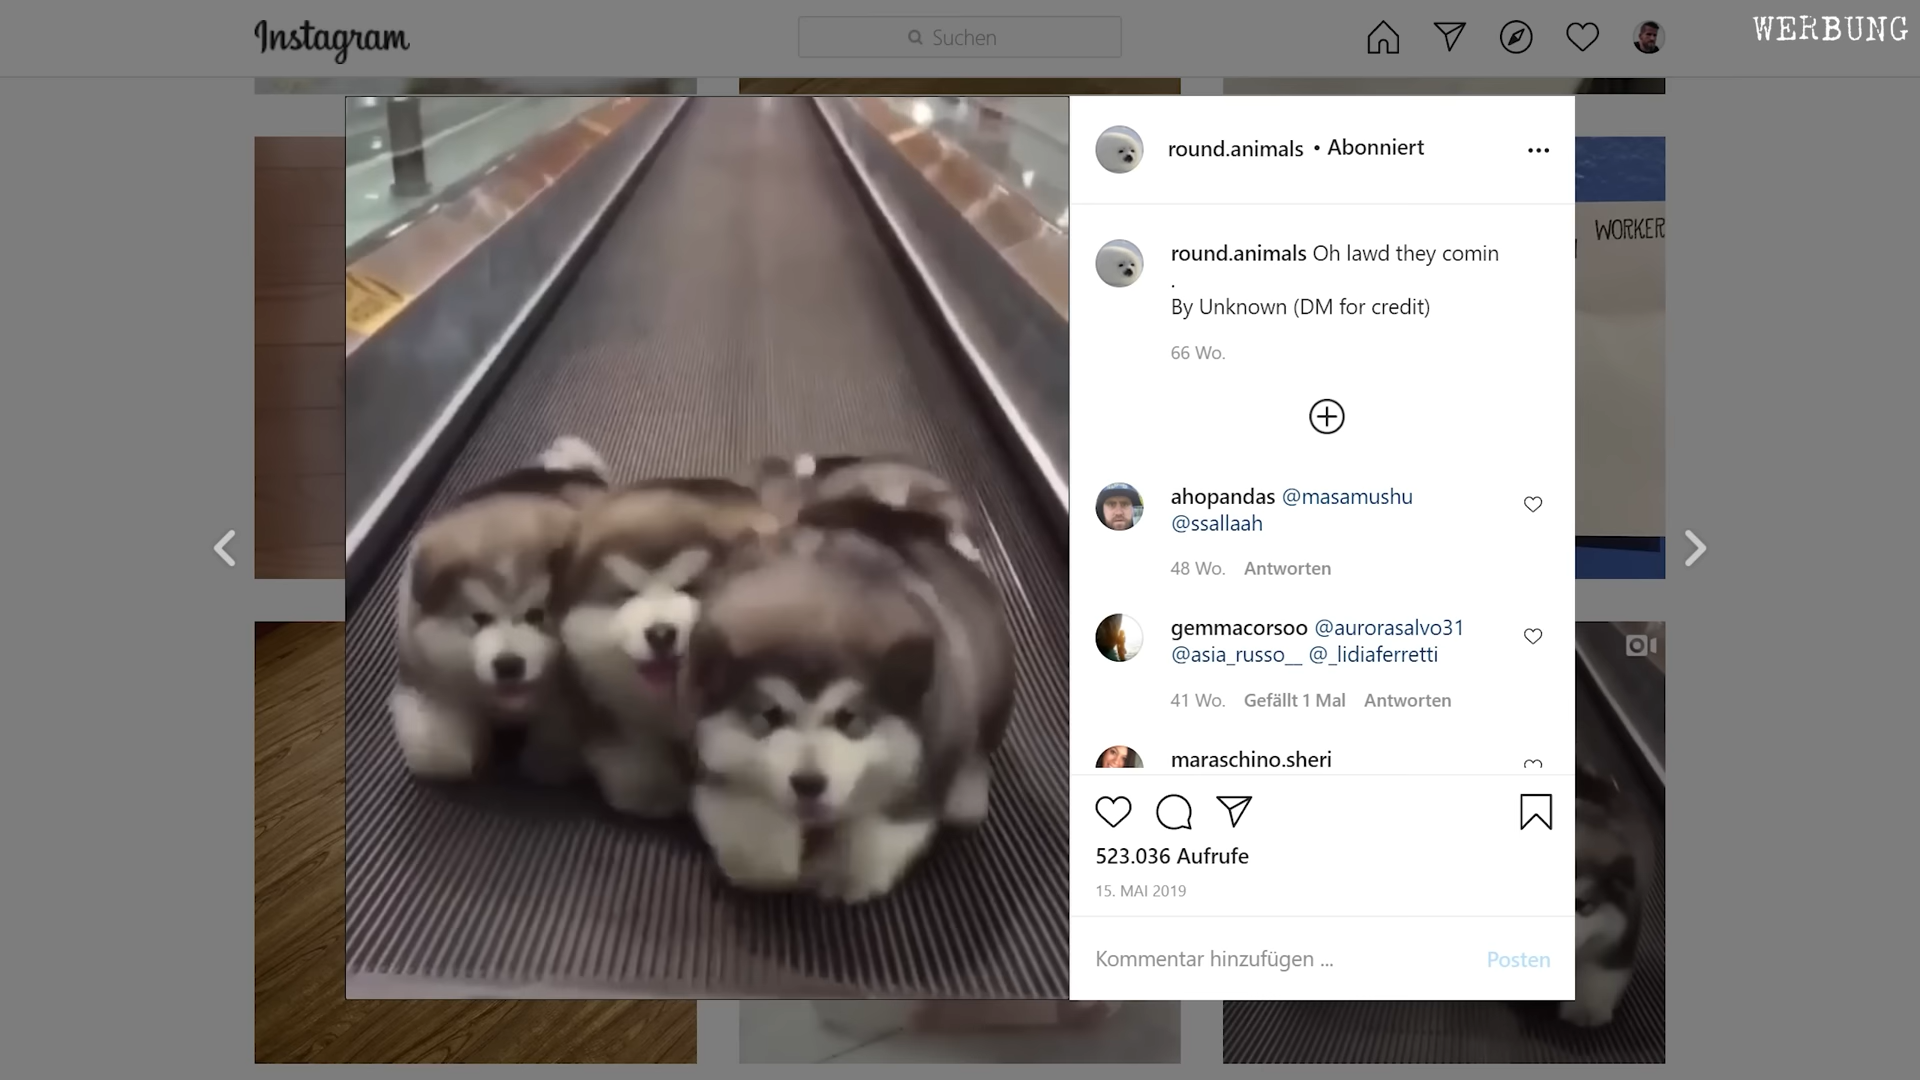 Instagram
Suchen
WERBUNG
WORKER
round.animals • Abonniert
round.animals Oh lawd they comin
.
By Unknown (DM for credit)
66 Wo.
ahopandas @masamushu
@ssallaah
48 Wo. Antworten
gemmacorsoo @aurorasalvo31
@asia_russo__ @_lidiaferretti
41 Wo. Gefällt 1 Mal Antworten
maraschino.sheri
523.036 Aufrufe
15. MAI 2019
Kommentar hinzufügen ... Posten